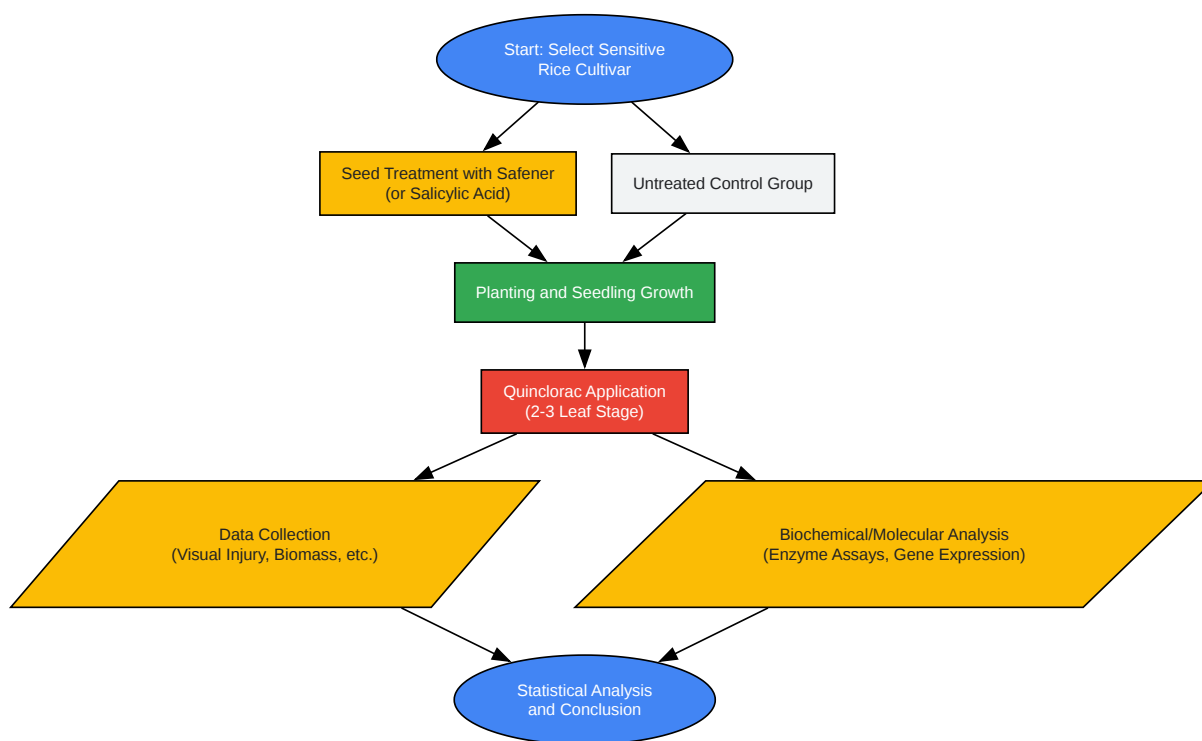 Start: Select Sensitive
Rice Cultivar
Seed Treatment with Safener
(or Salicylic Acid)
Untreated Control Group
Planting and Seedling Growth
Quinclorac Application
(2-3 Leaf Stage)
Data Collection
(Visual Injury, Biomass, etc.)
Biochemical/Molecular Analysis
(Enzyme Assays, Gene Expression)
Statistical Analysis
and Conclusion